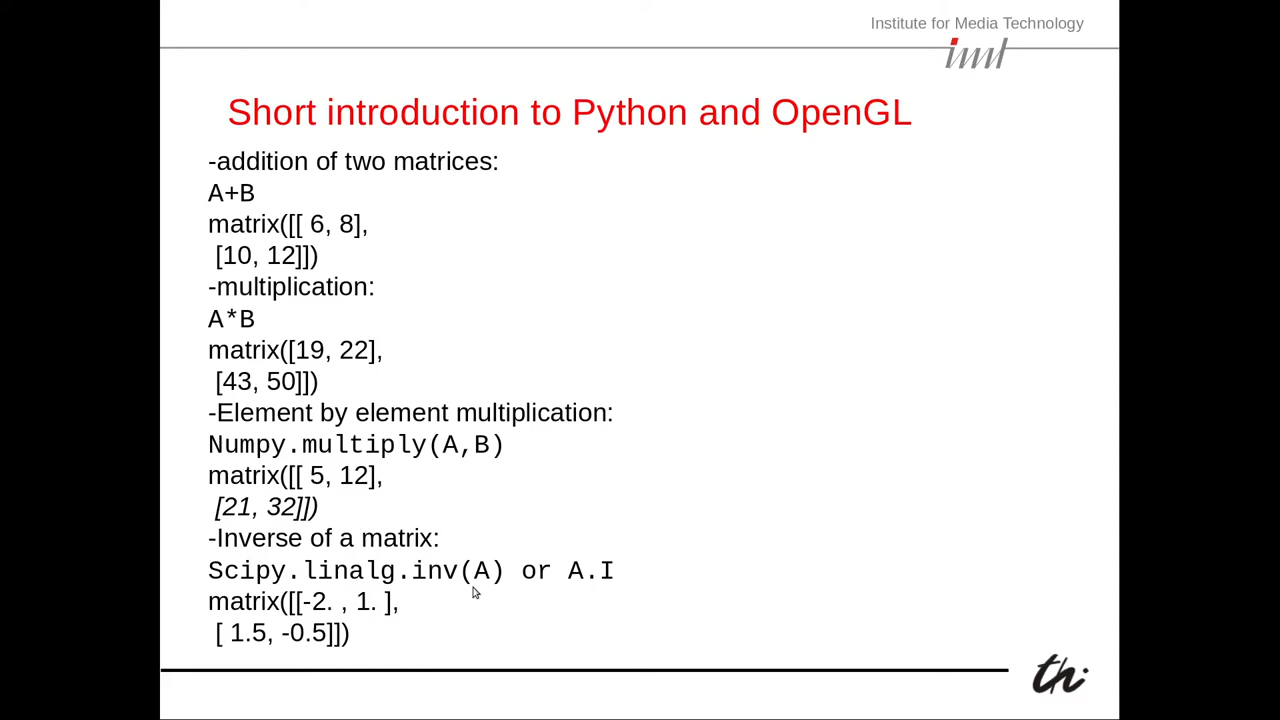 Institute for Media Technology
iml
Short introduction to Python and OpenGL
-addition of two matrices:
A+B
matrix([[ 6, 8],
[10, 12]])
-multiplication:
A*B
matrix([19, 22],
[43, 50]])
-Element by element multiplication:
Numpy.multiply(A,B)
matrix([[ 5, 12],
[21, 32]])
-Inverse of a matrix:
Scipy.linalg.inv(A) or A.I
matrix([[-2. , 1. ],
[ 1.5, -0.5]])
th